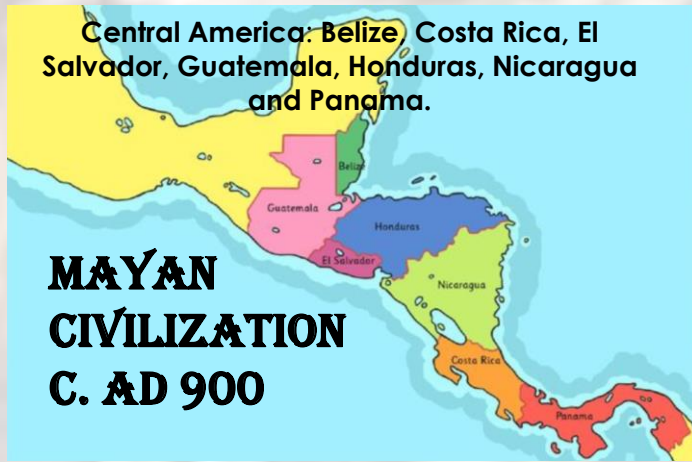 Central America: Belize, Costa Rica, El
Salvador, Guatemala, Honduras, Nicaragua
and Panama.
Belize
Guatemala
Honduras
El Salvador
Nicaragua
MAYAN
CIVILIZATION
C. AD 900
Costa Rica
Panama